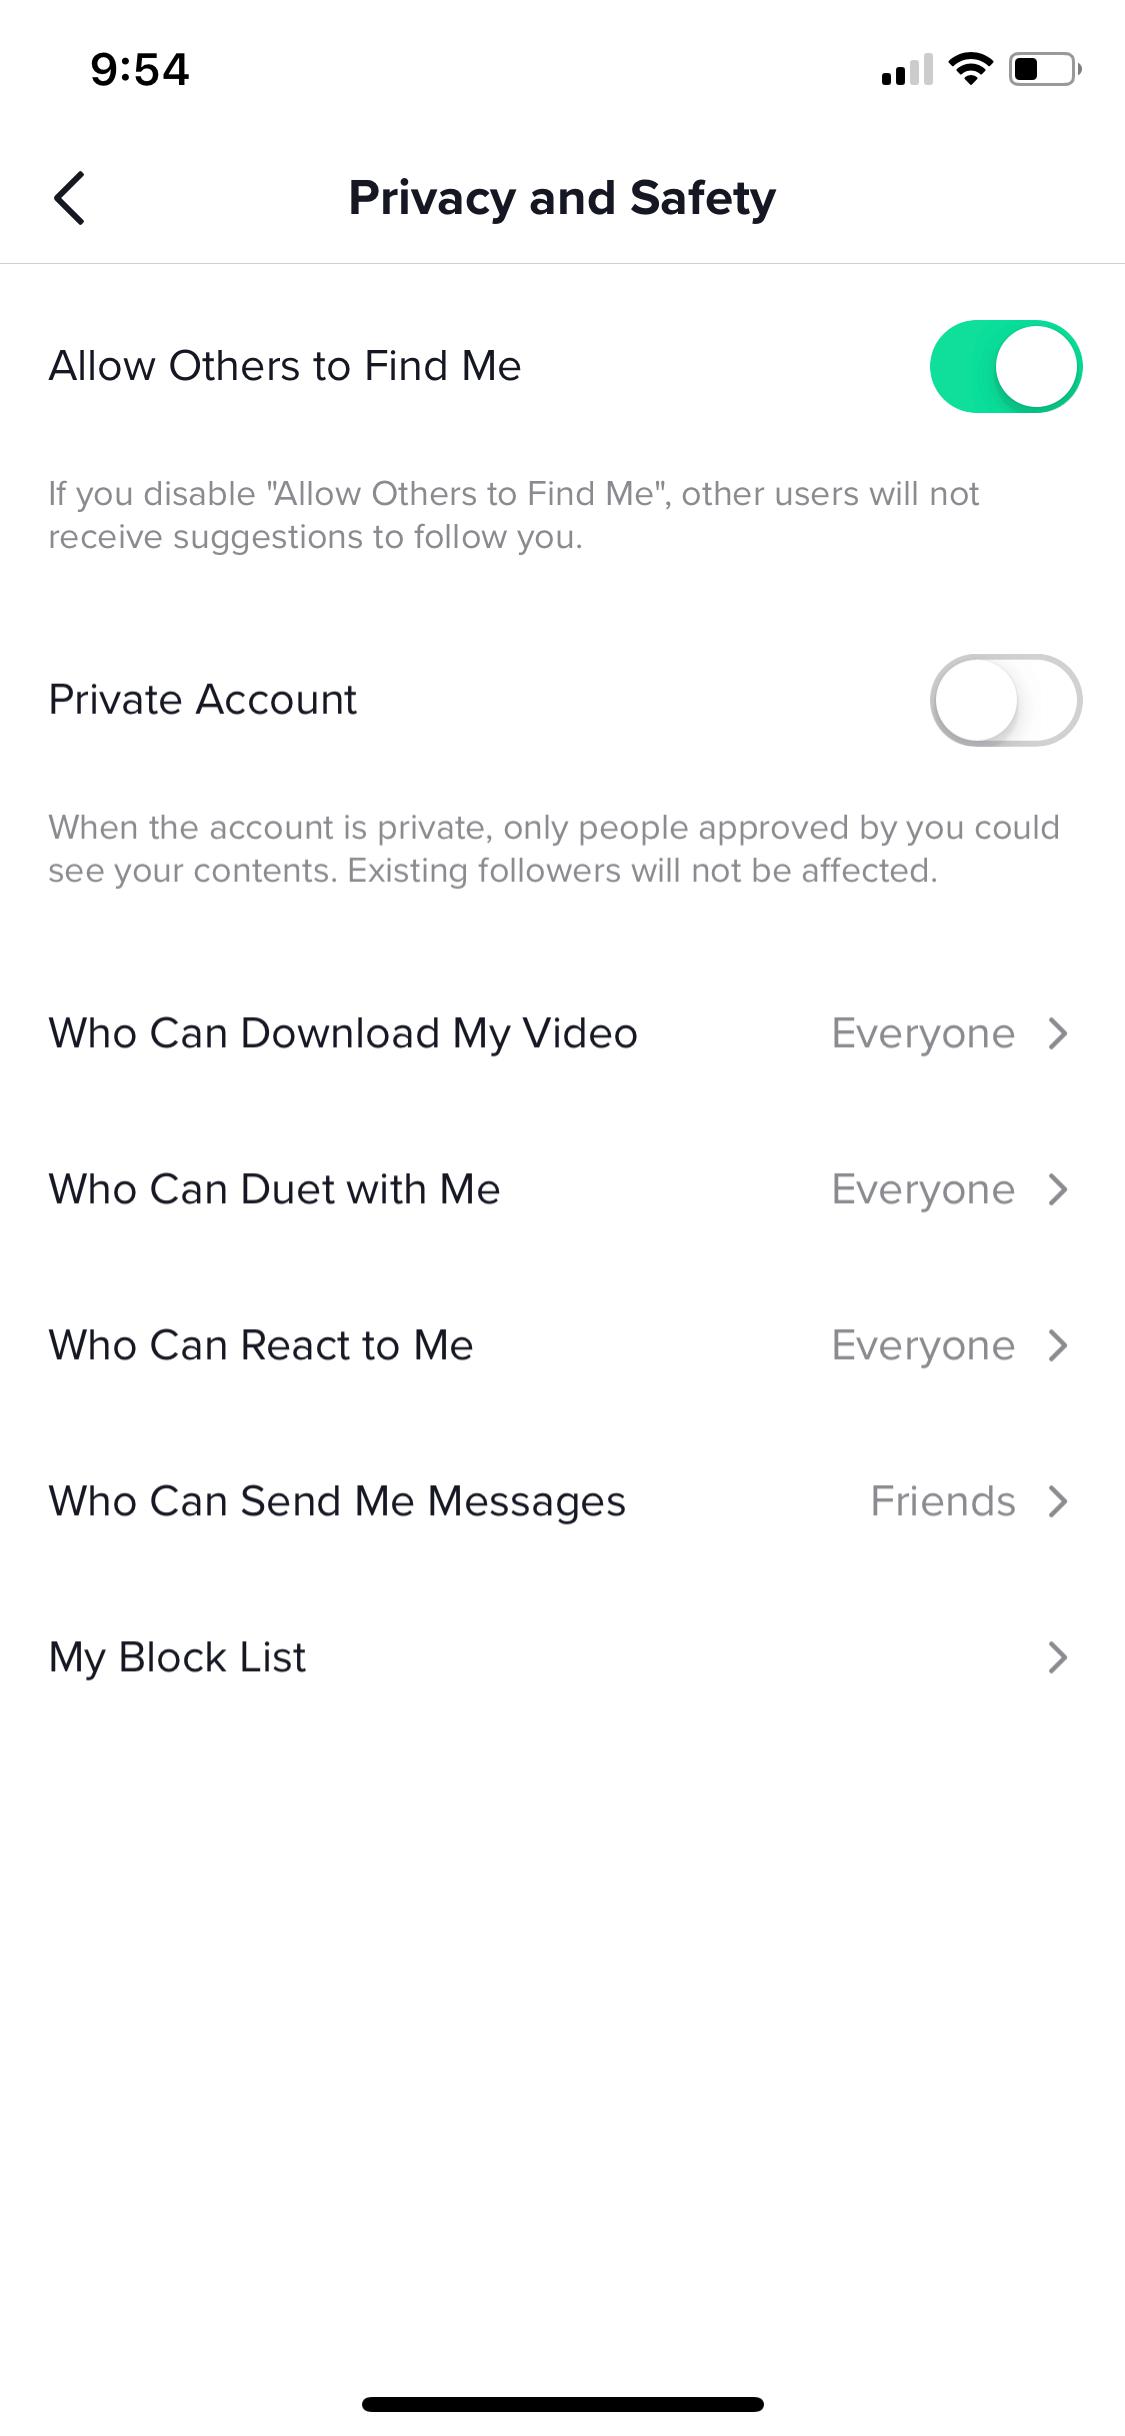 9:54
Privacy and Safety
Allow Others to Find Me
If you disable "Allow Others to Find Me", other users will not
receive suggestions to follow you.
Private Account
When the account is private, only people approved by you could
see your contents. Existing followers will not be affected.
Who Can Download My Video Everyone
Who Can Duet with Me Everyone
Who Can React to Me Everyone
Who Can Send Me Messages Friends
My Block List